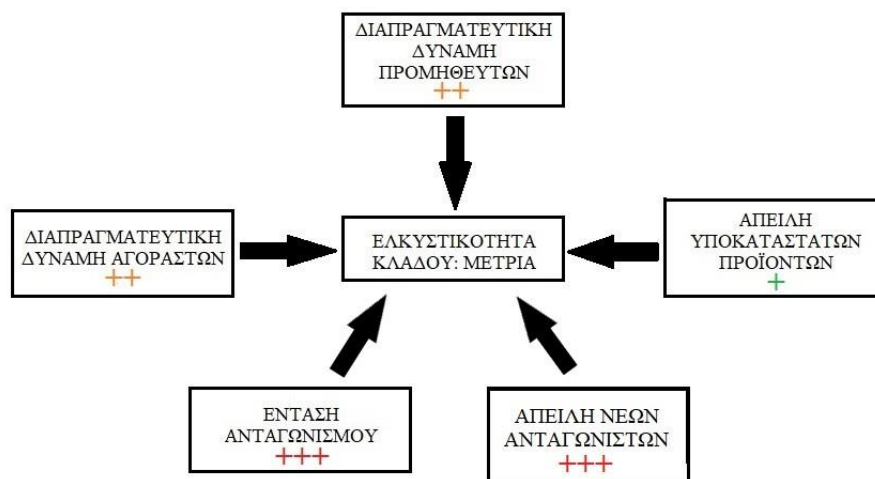 ΔΙΑΠΡΑΓΜΑΤΕΥΤΙΚΗ
ΔΥΝΑΜΗ
ΠΡΟΜΗΘΕΥΤΩΝ
++
ΔΙΑΠΡΑΓΜΑΤΕΥΤΙΚΗ
ΔΥΝΑΜΗ ΑΓΟΡΑΣΤΩΝ
++
ΕΛΚΥΣΤΙΚΟΤΗΤΑ
ΚΛΑΔΟΥ: ΜΕΤΡΙΑ
ΑΠΕΙΛΗ
ΥΠΟΚΑΤΑΣΤΑΤΩΝ
ΠΡΟΪΟΝΤΩΝ
+
ΕΝΤΑΣΗ
ΑΝΤΑΓΩΝΙΣΜΟΥ
+++
ΑΠΕΙΛΗ ΝΕΩΝ
ΑΝΤΑΓΩΝΙΣΤΩΝ
+++